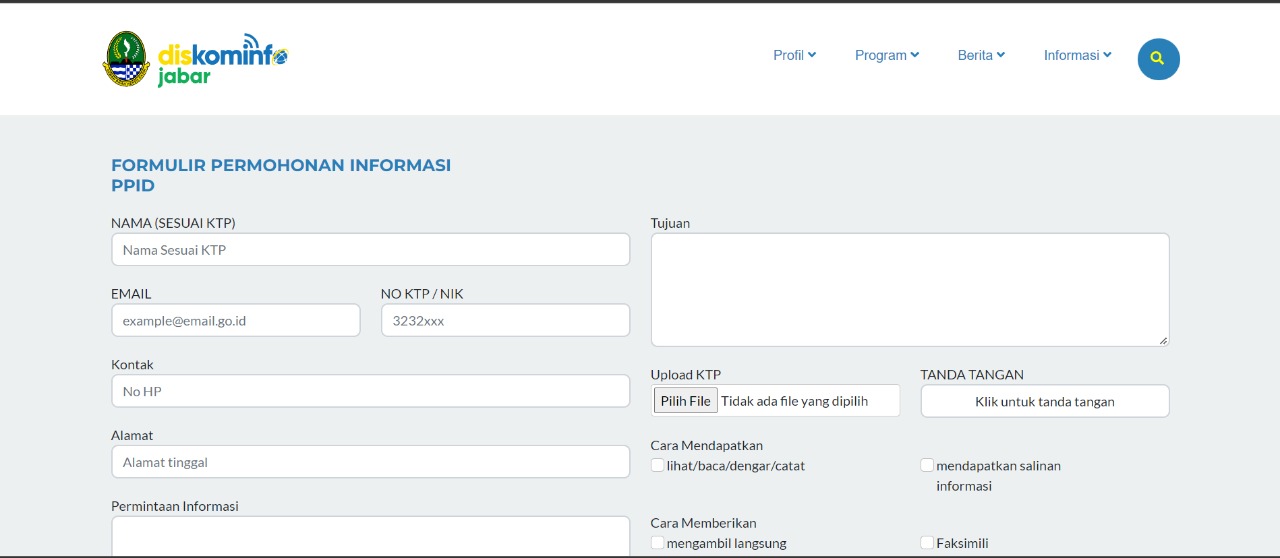 diskominfo
jabar
Profil
Program
Berita
Informasi
FORMULIR PERMOHONAN INFORMASI
PPID
NAMA (SESUAI KTP)
Nama Sesuai KTP
EMAIL
NO KTP / NIK
example@email.go.id
3232xxx
Kontak
No HP
Alamat
Alamat tinggal
Permintaan Informasi
Tujuan
Upload KTP
TANDA TANGAN
Pilih File Tidak ada file yang dipilih
Klik untuk tanda tangan
Cara Mendapatkan
lihat/baca/dengar/catat
mendapatkan salinan
informasi
Cara Memberikan
mengambil langsung
Faksimili